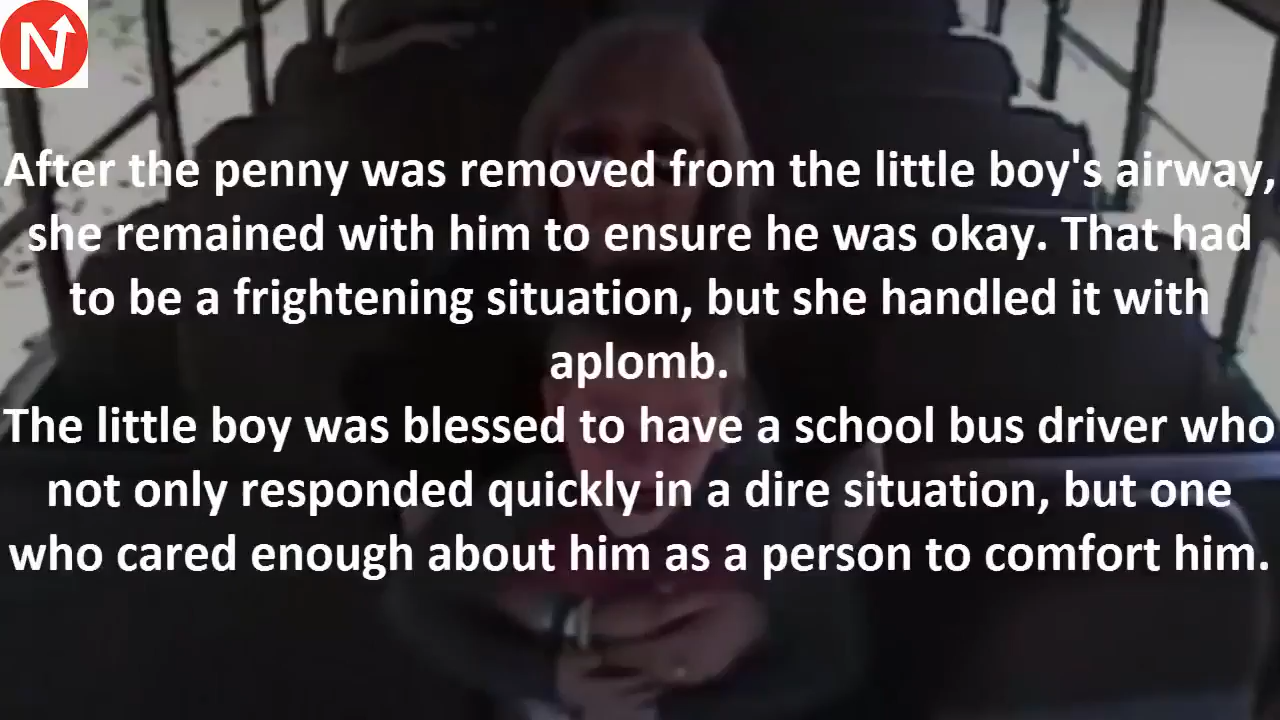 N
After the penny was removed from the little boy's airway,
she remained with him to ensure he was okay. That had
to be a frightening situation, but she handled it with
aplomb.
The little boy was blessed to have a school bus driver who
not only responded quickly in a dire situation, but one
who cared enough about him as a person to comfort him.